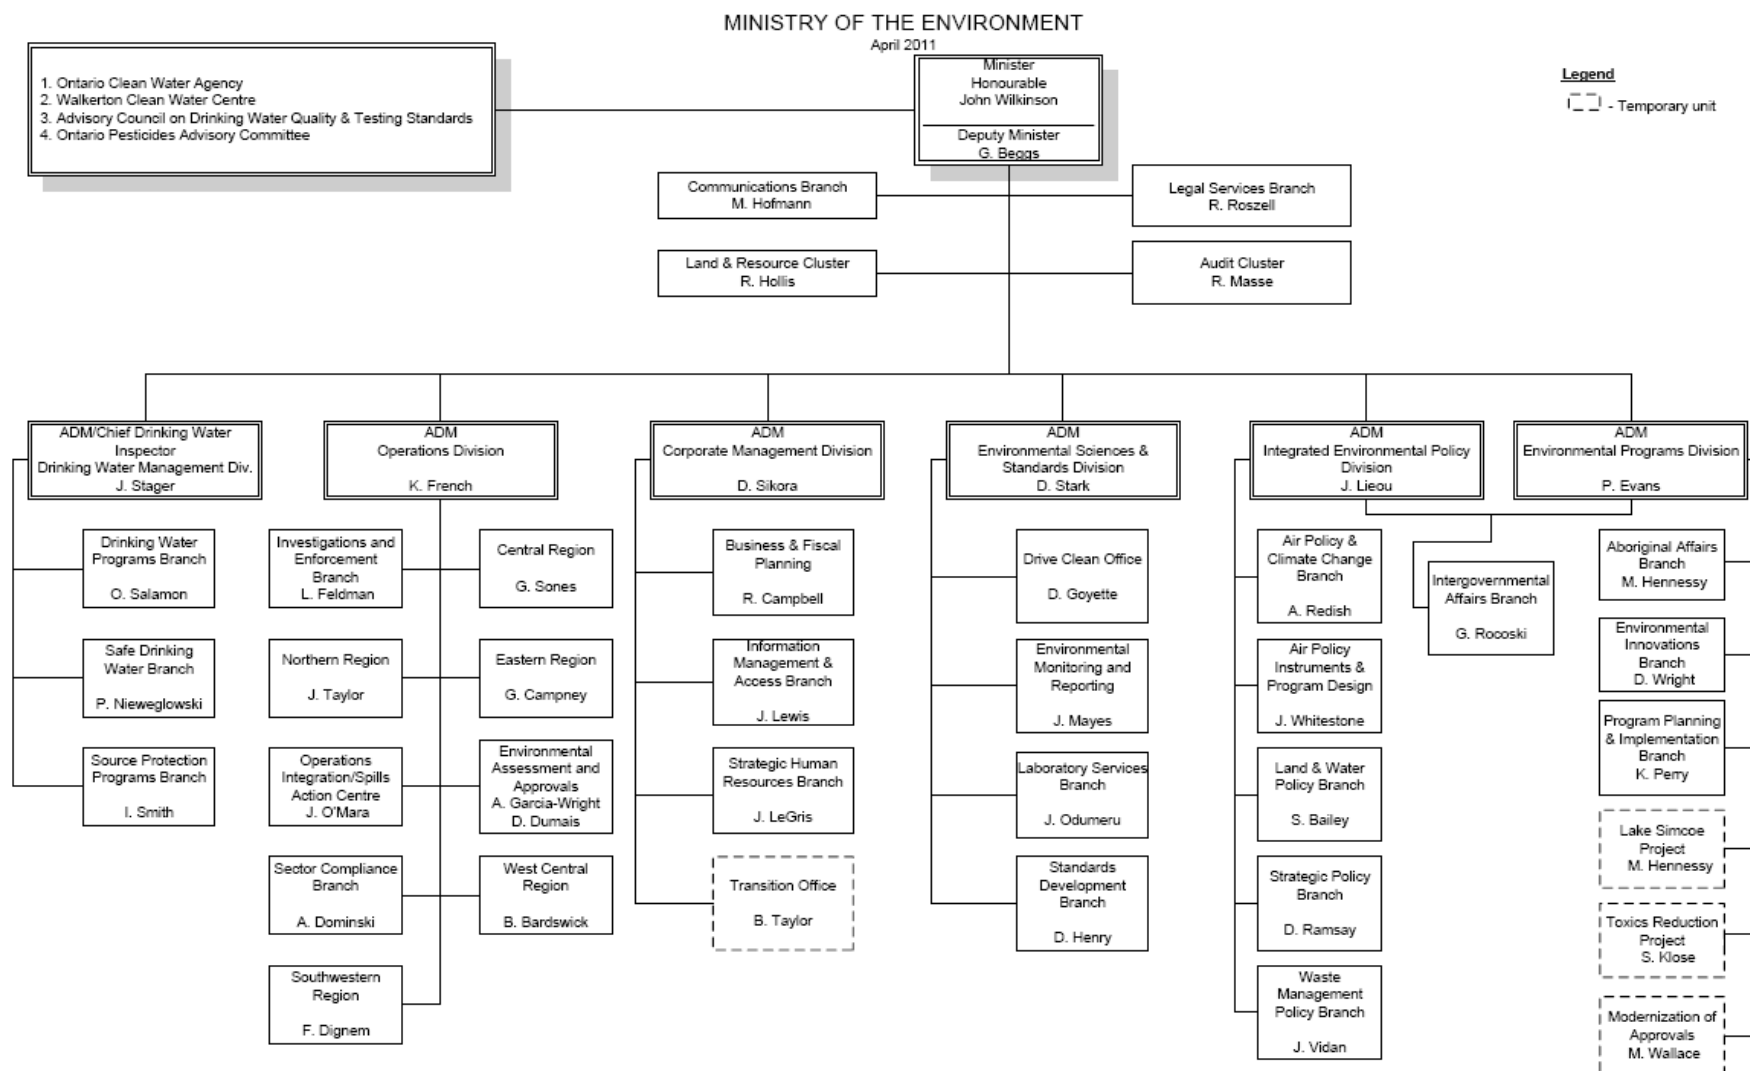 MINISTRY OF THE ENVIRONMENT
April 2011
1. Ontario Clean Water Agency
2. Walkerton Clean Water Centre
3. Advisory Council on Drinking Water Quality & Testing Standards
4. Ontario Pesticides Advisory Committee
Minister
Honourable
John Wilkinson
Deputy Minister
G. Beggs
Legend
- Temporary unit
Communications Branch
M. Hofmann
Legal Services Branch
R. Roszell
Land & Resource Cluster
R. Hollis
Audit Cluster
R. Masse
ADM/Chief Drinking Water
Inspector
Drinking Water Management Div.
J. Stager
ADM
Operations Division
K. French
ADM
Corporate Management Division
D. Sikora
ADM
Environmental Sciences &
Standards Division
D. Stark
ADM
Integrated Environmental Policy
Division
J. Lieou
ADM
Environmental Programs Division
P. Evans
Drinking Water
Programs Branch
O. Salamon
Safe Drinking
Water Branch
P. Nieweglowski
Source Protection
Programs Branch
I. Smith
Investigations and
Enforcement
Branch
L. Feldman
Central Region
G. Sones
Northern Region
J. Taylor
Eastern Region
G. Campney
Operations
Integration/Spills
Action Centre
J. O'Mara
Environmental
Assessment and
Approvals
A. Garcia-Wright
D. Dumais
Sector Compliance
Branch
A. Dominski
West Central
Region
B. Bardswick
Southwestern
Region
F. Dignem
Business & Fiscal
Planning
R. Campbell
Information
Management &
Access Branch
J. Lewis
Strategic Human
Resources Branch
J. LeGris
Transition Office
B. Taylor
Drive Clean Office
D. Goyette
Environmental
Monitoring and
Reporting
J. Mayes
Laboratory Services
Branch
J. Odumeru
Standards
Development
Branch
D. Henry
Air Policy &
Climate Change
Branch
A. Redish
Air Policy
Instruments &
Program Design
J. Whitestone
Land & Water
Policy Branch
S. Bailey
Strategic Policy
Branch
D. Ramsay
Waste
Management
Policy Branch
J. Vidan
Intergovernmental
Affairs Branch
G. Rocoski
Aboriginal Affairs
Branch
M. Hennessy
Environmental
Innovations
Branch
D. Wright
Program Planning
& Implementation
Branch
K. Perry
Lake Simcoe
Project
M. Hennessy
Toxics Reduction
Project
S. Klose
Modernization of
Approvals
M. Wallace